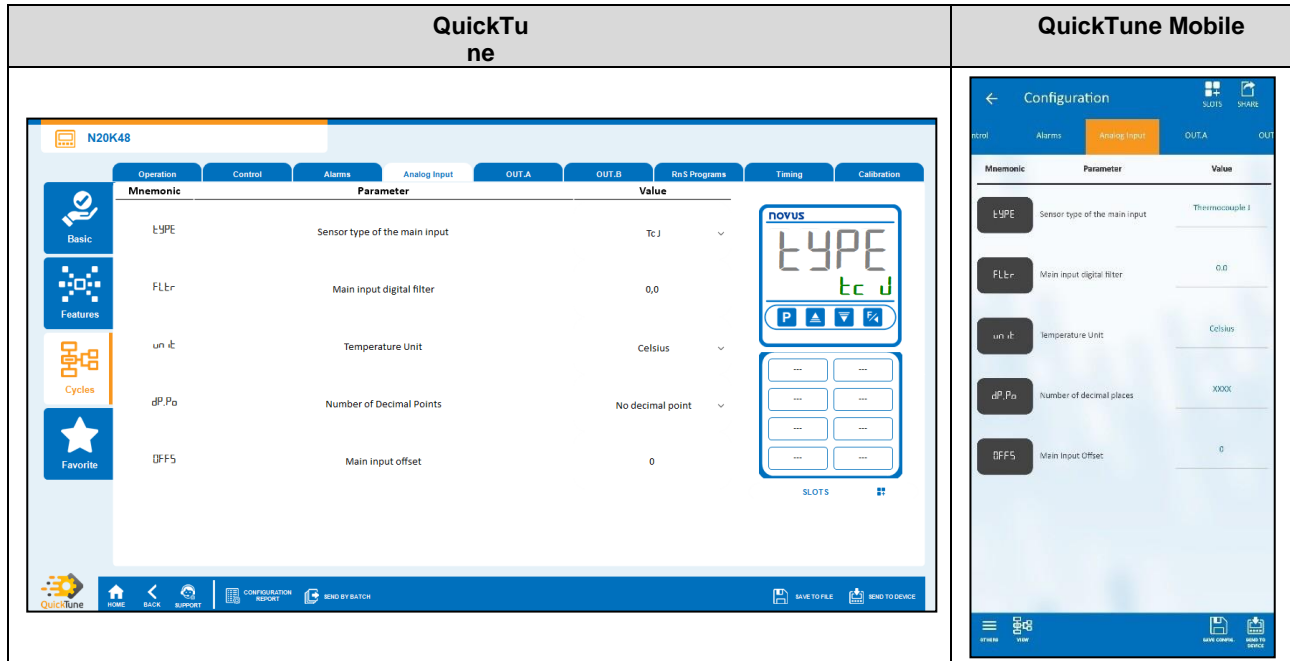 QuickTu
ne
QuickTune Mobile
N20K48
Operation Control Alarms Analog Input OUT.A OUT.B RnS Programs Timing Calibration
Mnemonic Parameter Value
Basic
Features
Cycles
Favorite
tYPE Sensor type of the main input Tc J
FLtr Main input digital filter 0,0
unit Temperature Unit Celsius
dP.Po Number of Decimal Points No decimal point
OFFS Main input offset 0
novus
tYPE
tc J
P F/
--- ---
--- ---
--- ---
--- ---
SLOTS
QuickTune
HOME BACK SUPPORT
CONFIGURATION
REPORT
SEND BY BATCH
SAVE TO FILE SEND TO DEVICE
Configuration
SLOTS SHARE
ntrol Alarms Analog Input OUT.A OUT
Mnemonic Parameter Value
tYPE Sensor type of the main input Thermocouple J
FLtr Main input digital filter 0.0
unit Temperature Unit Celsius
dP.Po Number of decimal places XXXX
OFFS Main Input Offset 0
OTHERS VIEW
SAVE CONFIG. SEND TO
DEVICE